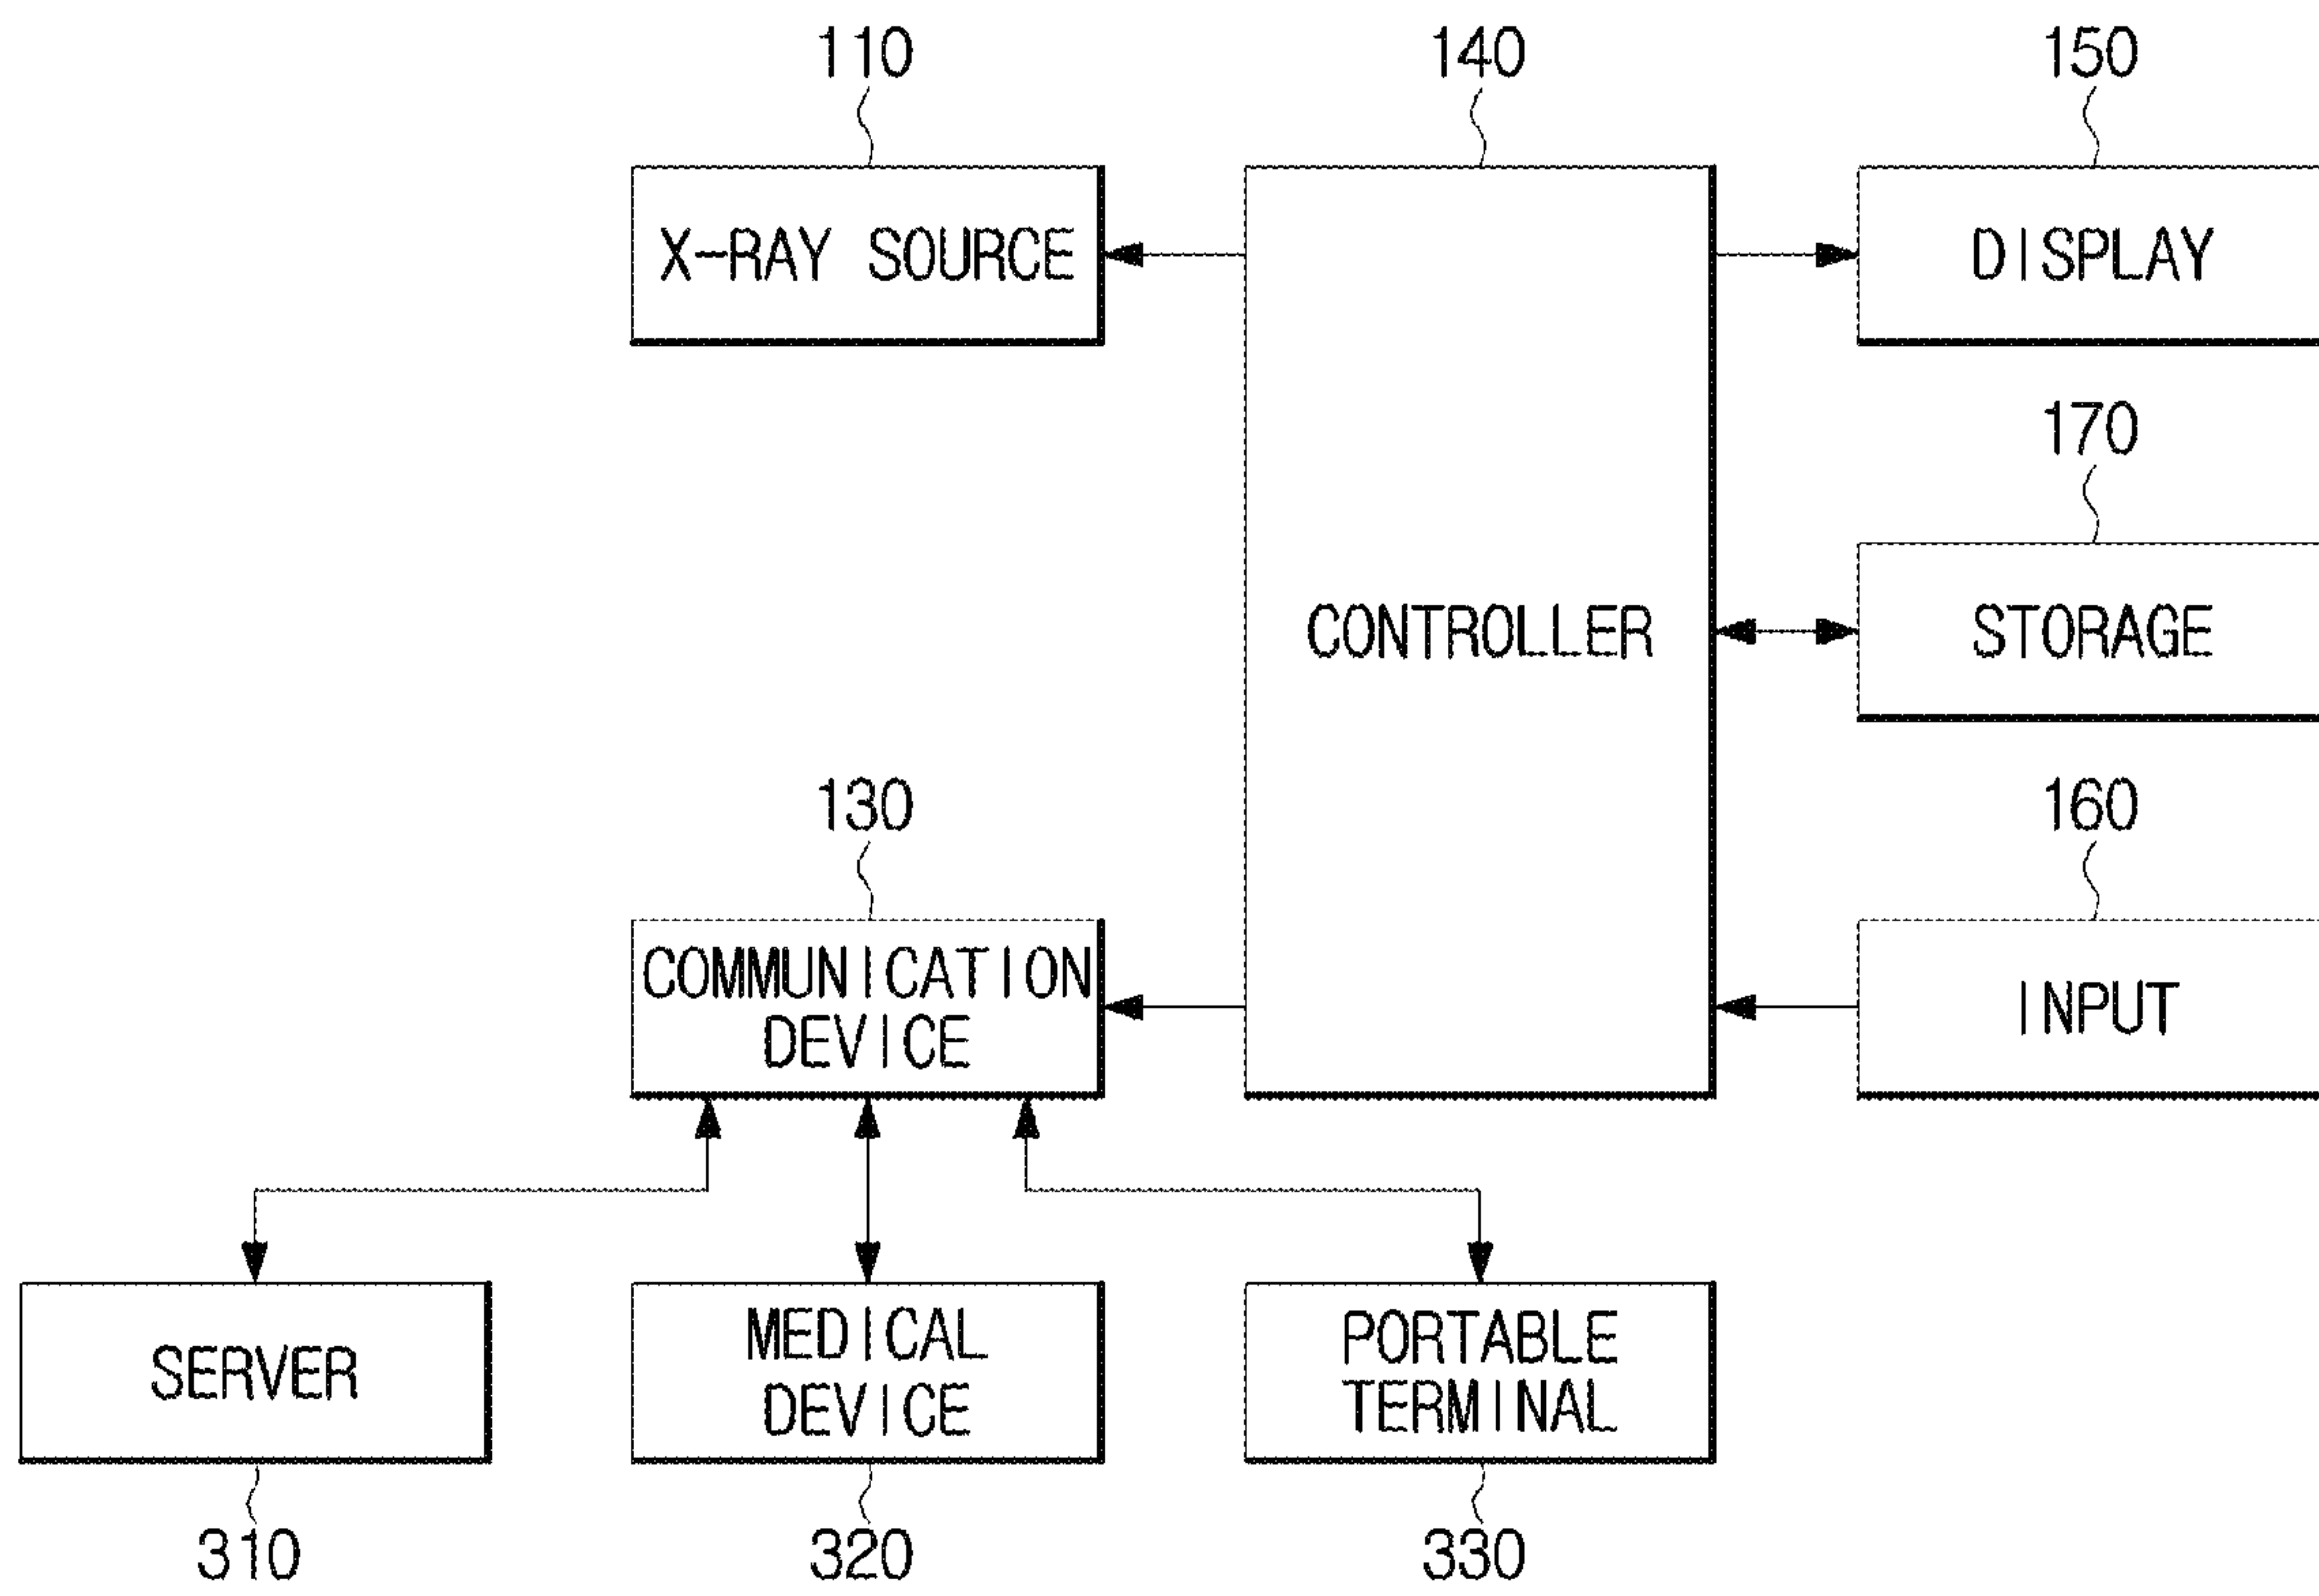 110
140
150
X-RAY SOURCE
DISPLAY
170
CONTROLLER
STORAGE
130
160
COMMUNICATION
DEVICE
INPUT
SERVER
MEDICAL
DEVICE
PORTABLE
TERMINAL
310
320
330